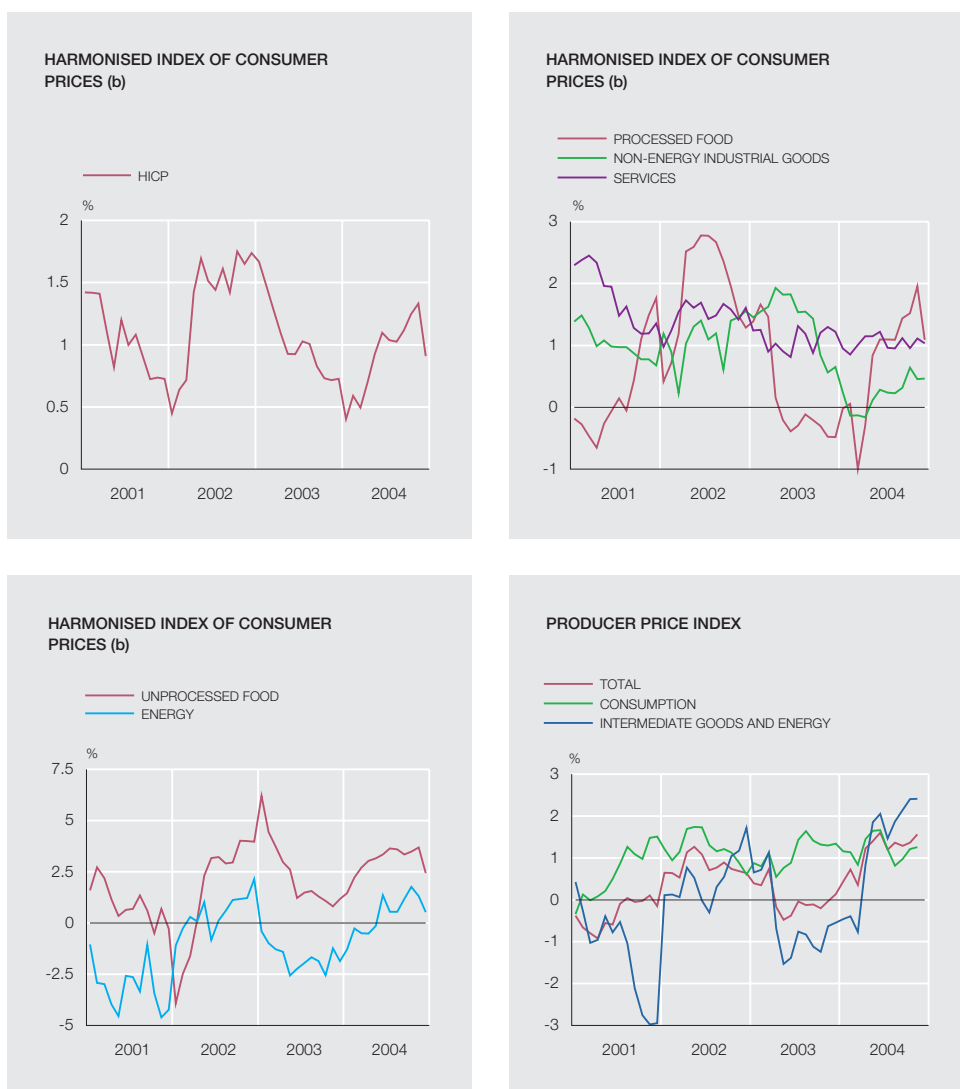 HARMONISED INDEX OF CONSUMER
PRICES (b)
HICP
%
2
1.5
1
0.5
0
2001 2002 2003 2004
HARMONISED INDEX OF CONSUMER
PRICES (b)
PROCESSED FOOD
NON-ENERGY INDUSTRIAL GOODS
SERVICES
%
3
2
1
0
-1
2001 2002 2003 2004
HARMONISED INDEX OF CONSUMER
PRICES (b)
UNPROCESSED FOOD
ENERGY
%
7.5
5
2.5
0
-2.5
-5
2001 2002 2003 2004
PRODUCER PRICE INDEX
TOTAL
CONSUMPTION
INTERMEDIATE GOODS AND ENERGY
%
3
2
1
0
-1
-2
-3
2001 2002 2003 2004